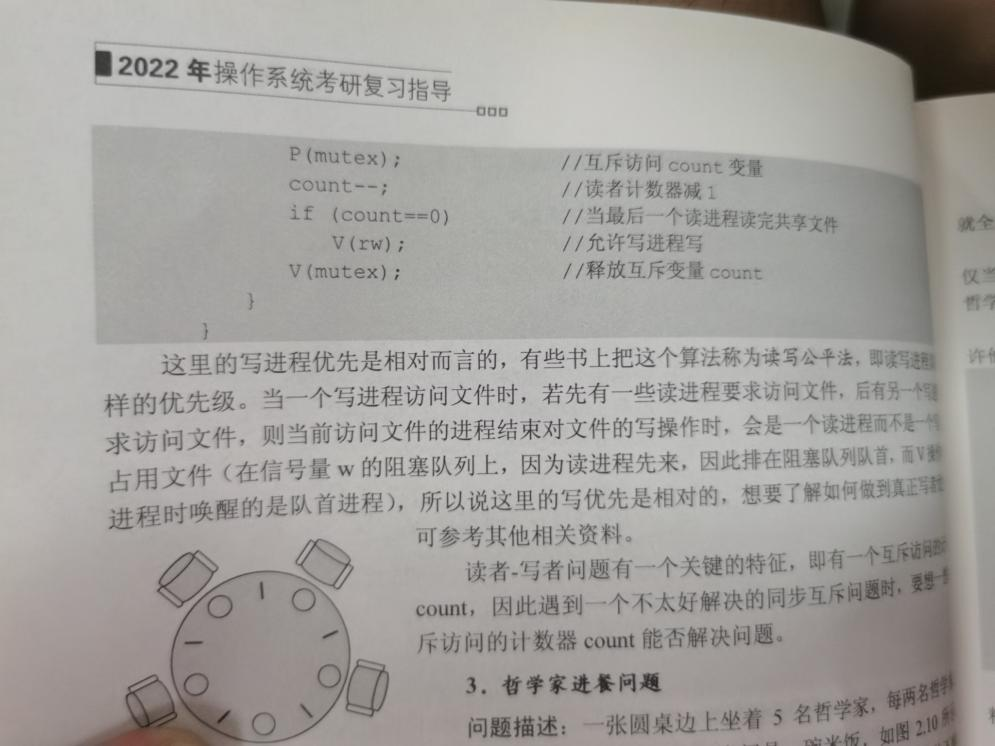 2022 年操作系统考研复习指导
P(mutex); //互斥访问 count 变量
count--; //读者计数器减 1
if (count==0) //当最后一个读进程读完共享文件
V(rw); //允许写进程写
V(mutex); //释放互斥变量 count
}
}
这里的写进程优先是相对而言的，有些书上把这个算法称为读写公平法，即读写进程
样的优先级。当一个写进程访问文件时，若先有一些读进程要求访问文件，后有另一个写
求访问文件，则当前访问文件的进程结束对文件的写操作时，会是一个读进程而不是一个
占用文件（在信号量 w 的阻塞队列上，因为读进程先来，因此排在阻塞队列队首，而 V 操作
进程时唤醒的是队首进程），所以说这里的写优先是相对的，想要了解如何做到真正写者
可参考其他相关资料。
读者-写者问题有一个关键的特征，即有一个互斥访问的
count，因此遇到一个不太好解决的同步互斥问题时，要想一
斥访问的计数器 count 能否解决问题。
3．哲学家进餐问题
问题描述：一张圆桌边上坐着 5 名哲学家，每两名哲学
一碗米饭，如图 2.10 所
就全
仅当
哲学
许他